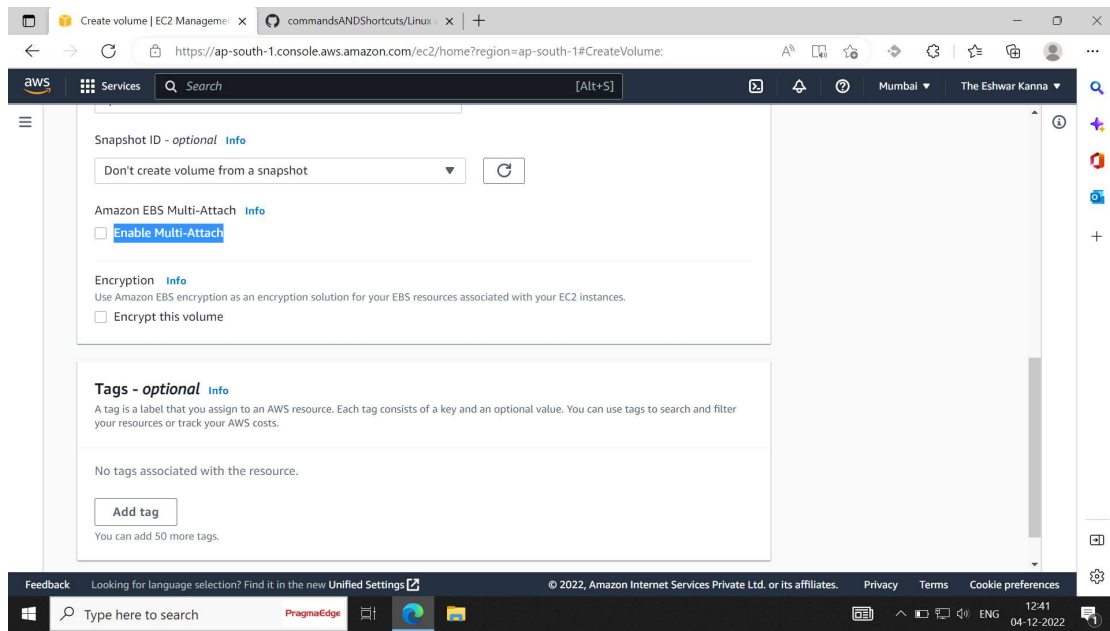 Create volume | EC2 Managemen
commandsANDShortcuts/Linux
https://ap-south-1.console.aws.amazon.com/ec2/home?region=ap-south-1#CreateVolume:
aws
Services
Search
[Alt+S]
Mumbai
The Eshwar Kanna
Snapshot ID - optional Info
Don't create volume from a snapshot
Amazon EBS Multi-Attach Info
Enable Multi-Attach
Encryption Info
Use Amazon EBS encryption as an encryption solution for your EBS resources associated with your EC2 instances.
Encrypt this volume
Tags - optional Info
A tag is a label that you assign to an AWS resource. Each tag consists of a key and an optional value. You can use tags to search and filter
your resources or track your AWS costs.
No tags associated with the resource.
Add tag
You can add 50 more tags.
Feedback
Looking for language selection? Find it in the new Unified Settings
© 2022, Amazon Internet Services Private Ltd. or its affiliates.
Privacy
Terms
Cookie preferences
Type here to search
PragmaEdge
ENG
12:41
04-12-2022
1